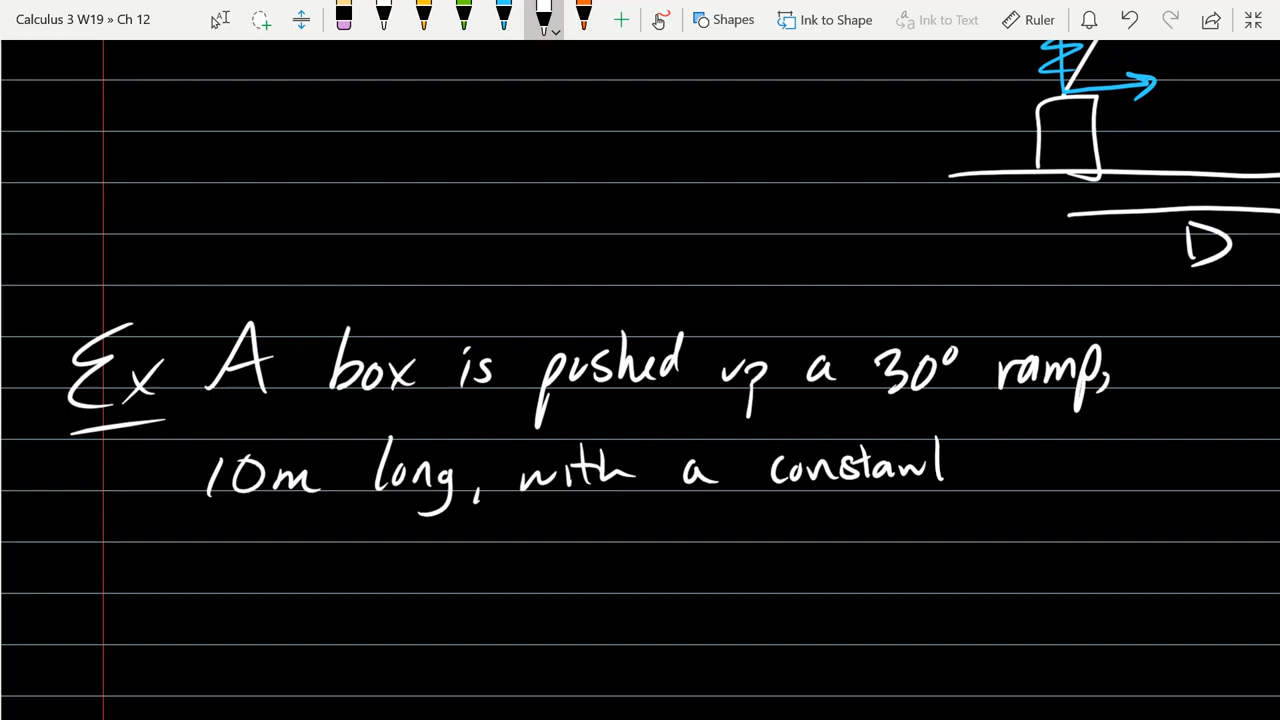 Calculus 3 W19 » Ch 12
Shapes
Ink to Shape
Ink to Text
Ruler
D
Ex A box is pushed up a 30° ramp,
10m long, with a constant